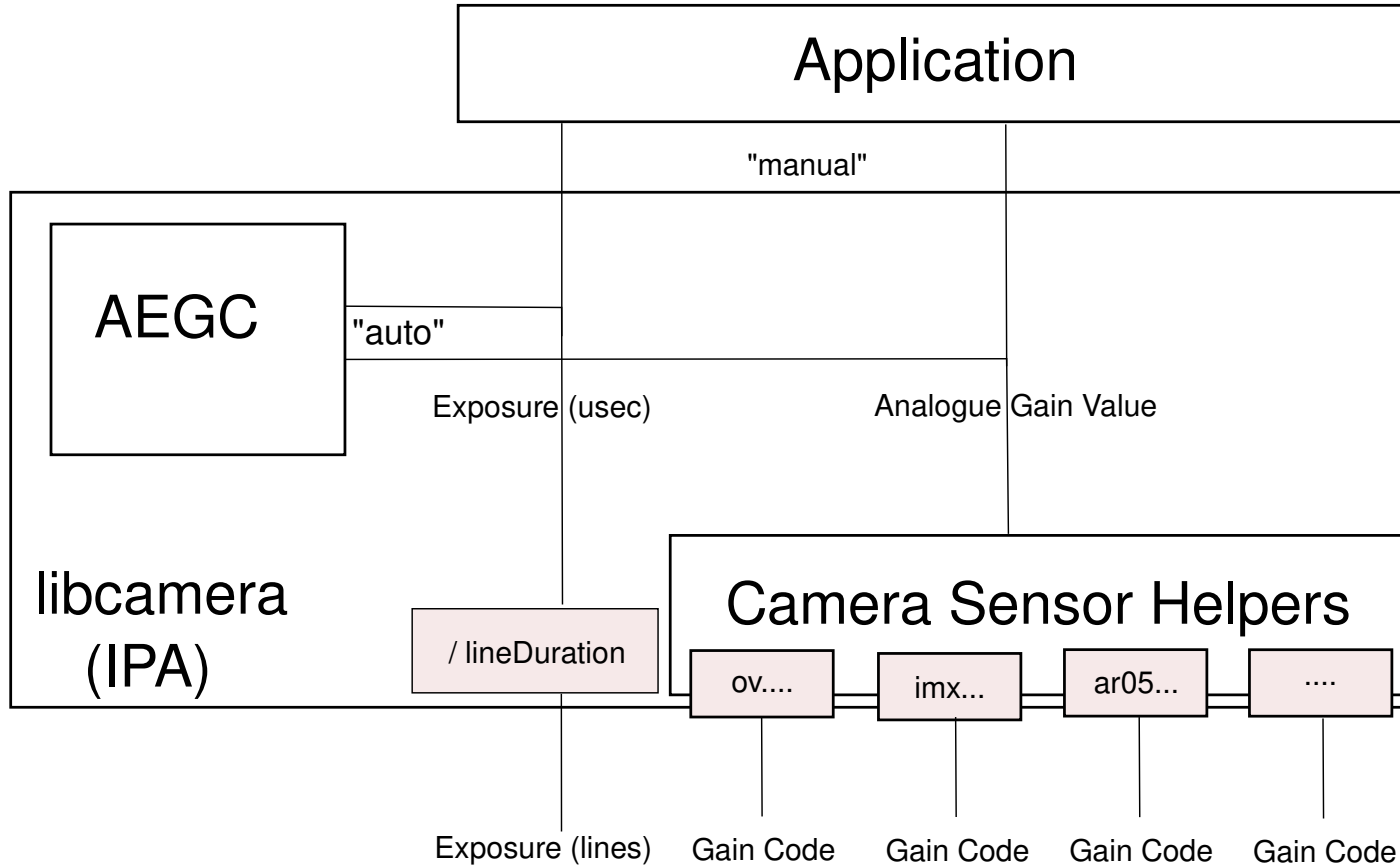 Application
"manual"
AEGC
"auto"
Exposure (usec)
Analogue Gain Value
libcamera
(IPA)
/ lineDuration
Camera Sensor Helpers
ov....
imx...
ar05...
....
Exposure (lines)
Gain Code
Gain Code
Gain Code
Gain Code